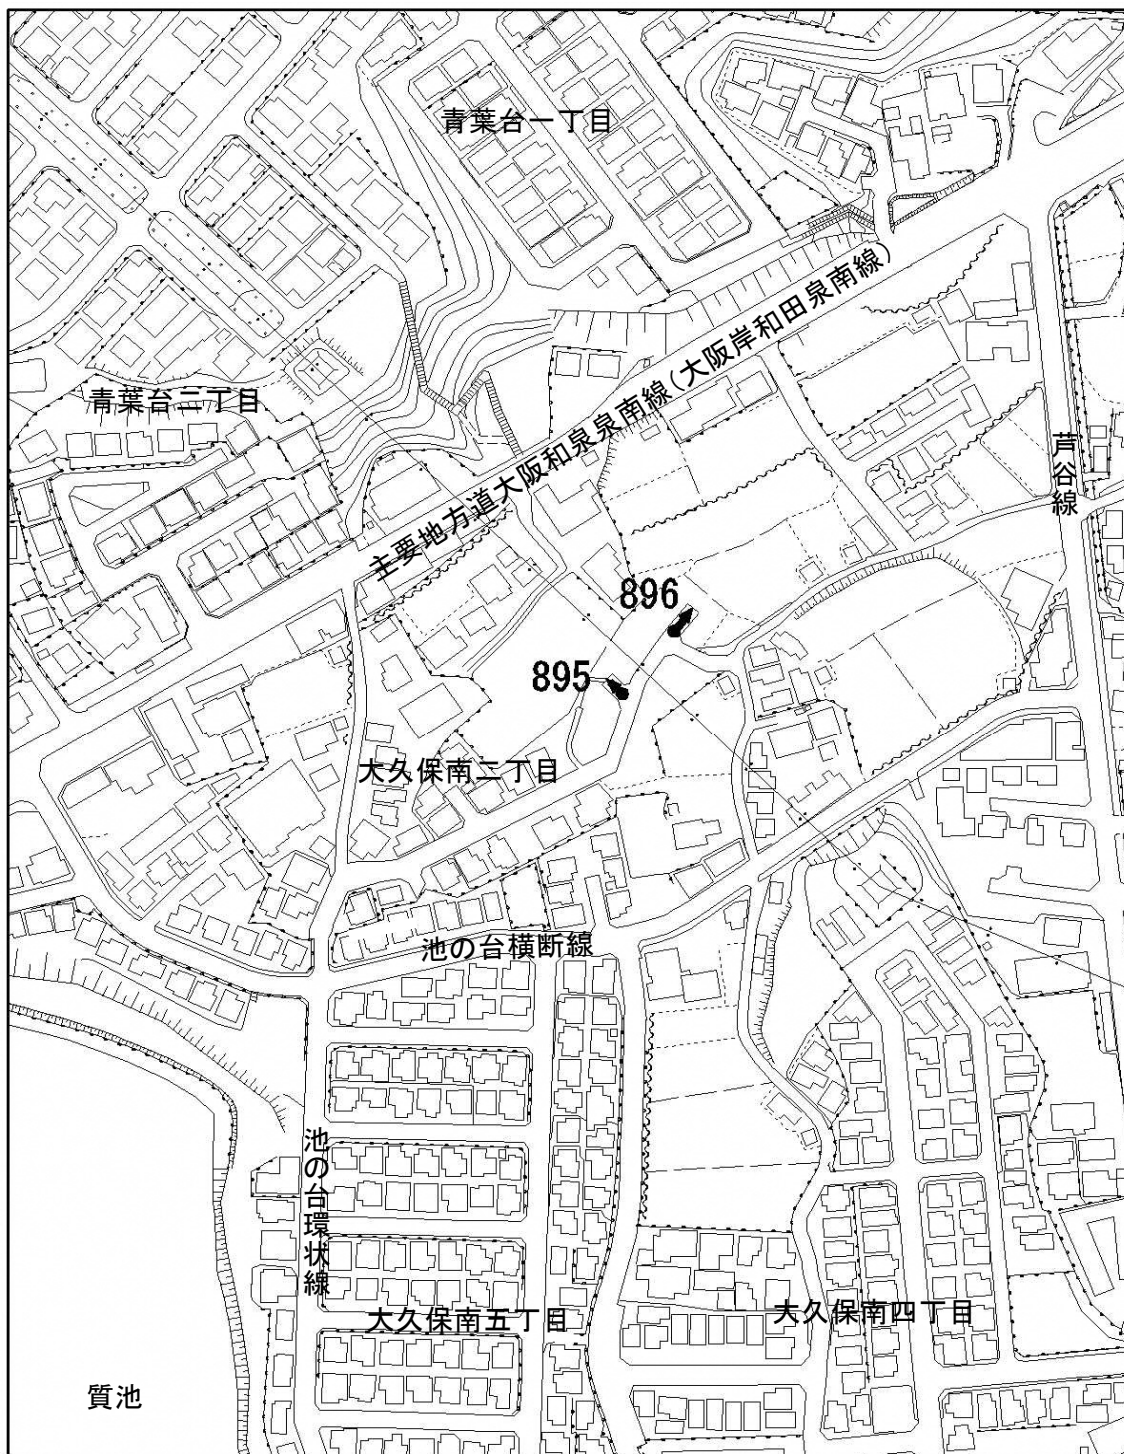 青葉台一丁目
主要地方道大阪和泉泉南線(大阪岸和田泉南線)
青葉台二丁目
芦谷線
896
895
大久保南二丁目
池の台横断線
池の台環状線
大久保南五丁目
大久保南四丁目
質池